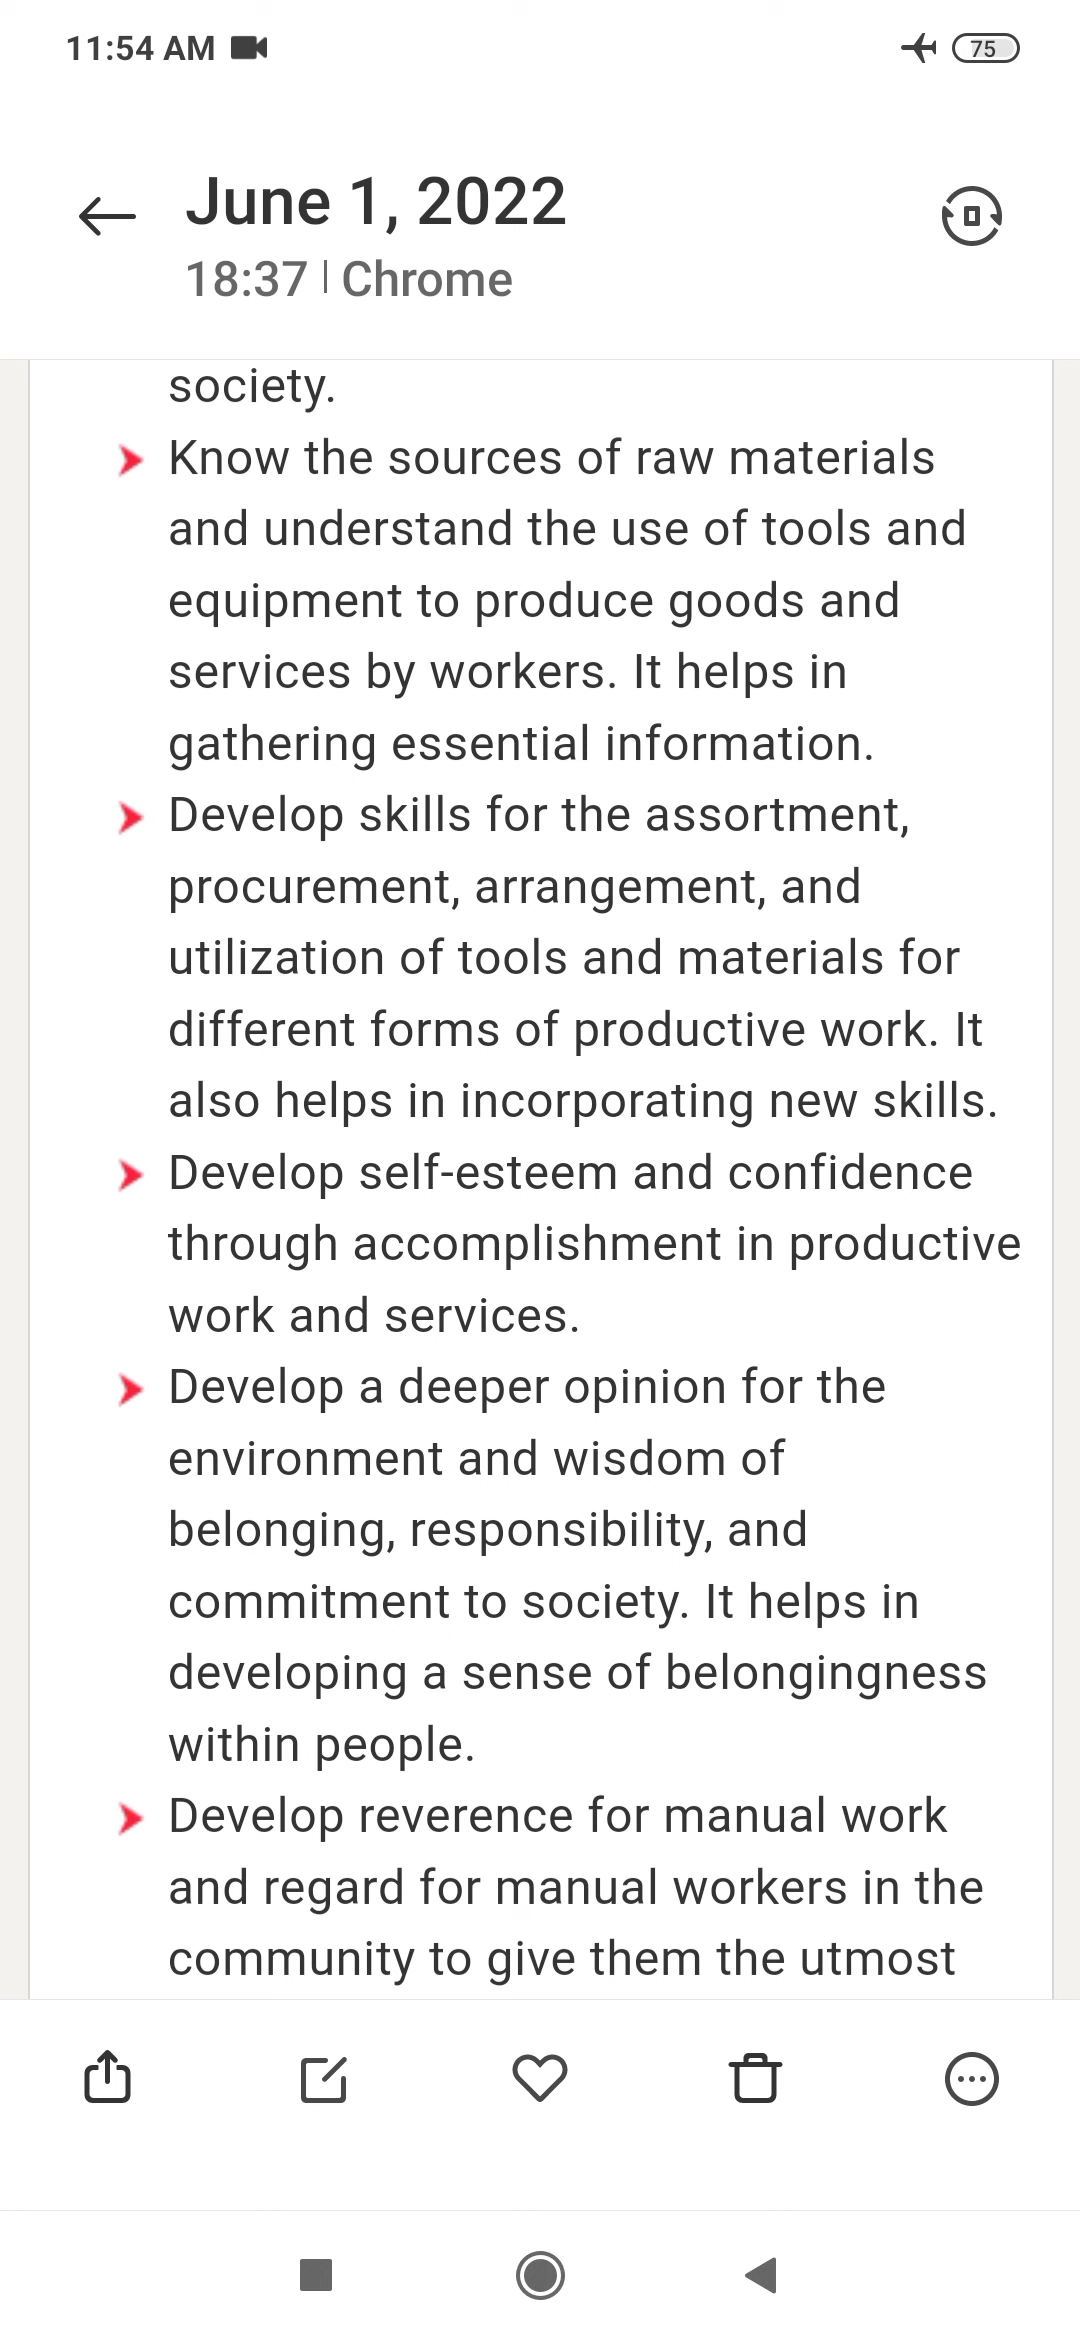 11:54 AM
75
June 1, 2022
18:37 | Chrome
society.
Know the sources of raw materials
and understand the use of tools and
equipment to produce goods and
services by workers. It helps in
gathering essential information.
Develop skills for the assortment,
procurement, arrangement, and
utilization of tools and materials for
different forms of productive work. It
also helps in incorporating new skills.
Develop self-esteem and confidence
through accomplishment in productive
work and services.
Develop a deeper opinion for the
environment and wisdom of
belonging, responsibility, and
commitment to society. It helps in
developing a sense of belongingness
within people.
Develop reverence for manual work
and regard for manual workers in the
community to give them the utmost